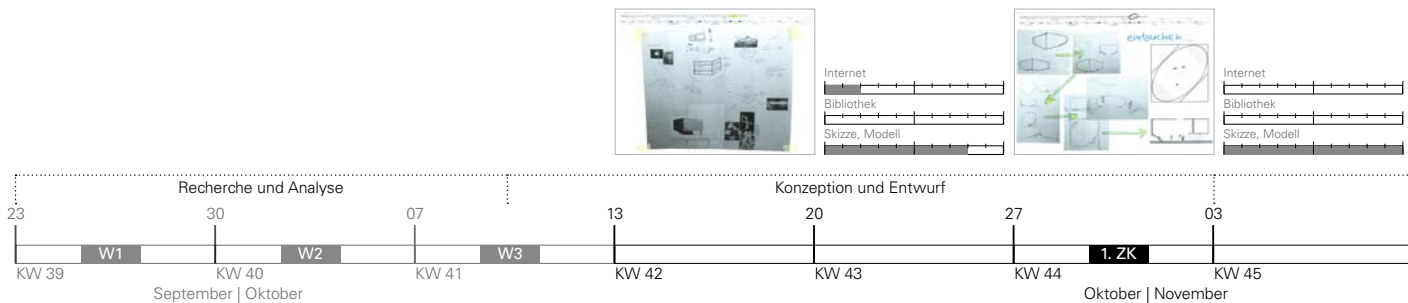 eintauchen...
Internet
Bibliothek
Skizze, Modell
Internet
Bibliothek
Skizze, Modell
Recherche und Analyse
Konzeption und Entwurf
23 30 07 13 20 27 03
W1 W2 W3 1. ZK
KW 39 KW 40 KW 41 KW 42 KW 43 KW 44 KW 45
September | Oktober
Oktober | November